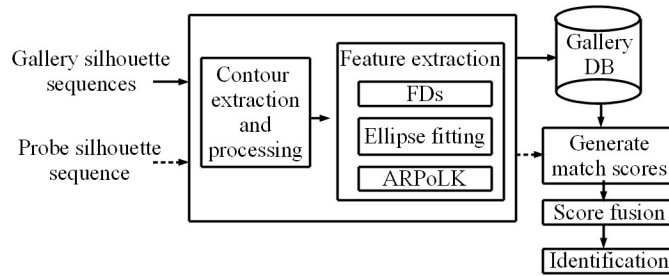 Gallery silhouette
sequences
Probe silhouette
sequence
Contour
extraction
and
processing
Feature extraction
FDs
Ellipse fitting
ARPoLK
Gallery
DB
Generate
match scores
Score fusion
Identification